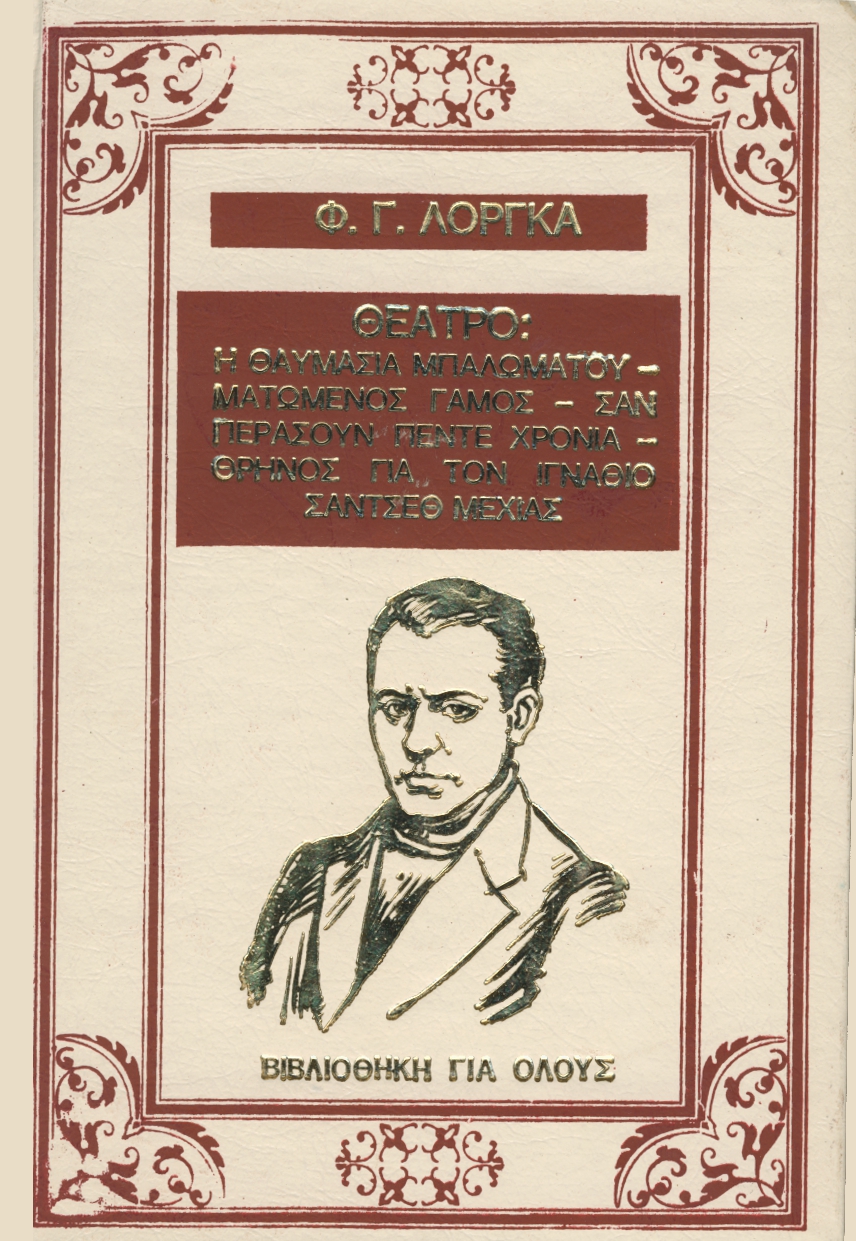 Φ. Γ. ΛΟΡΓΚΑ
ΘΕΑΤΡΟ:
Η ΘΑΥΜΑΣΙΑ ΜΠΑΛΩΜΑΤΟΥ –
ΜΑΤΩΜΕΝΟΣ ΓΑΜΟΣ – ΣΑΝ
ΠΕΡΑΣΟΥΝ ΠΕΝΤΕ ΧΡΟΝΙΑ –
ΘΡΗΝΟΣ ΓΙΑ ΤΟΝ ΙΓΝΑΘΙΟ
ΣΑΝΤΣΕΘ ΜΕΧΙΑΣ
ΒΙΒΛΙΟΘΗΚΗ ΓΙΑ ΟΛΟΥΣ